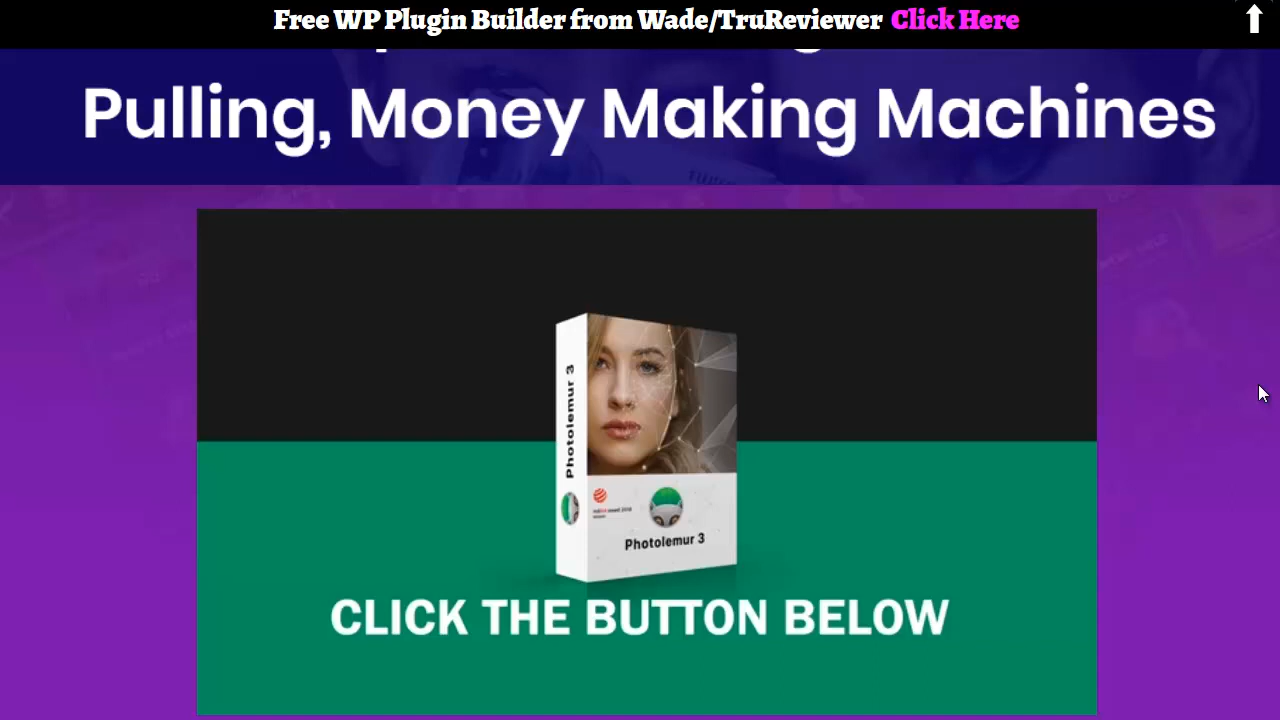 Free WP Plugin Builder from Wade/TruReviewer Click Here
Pulling, Money Making Machines
Photolemur 3
Photolemur 3
CLICK THE BUTTON BELOW